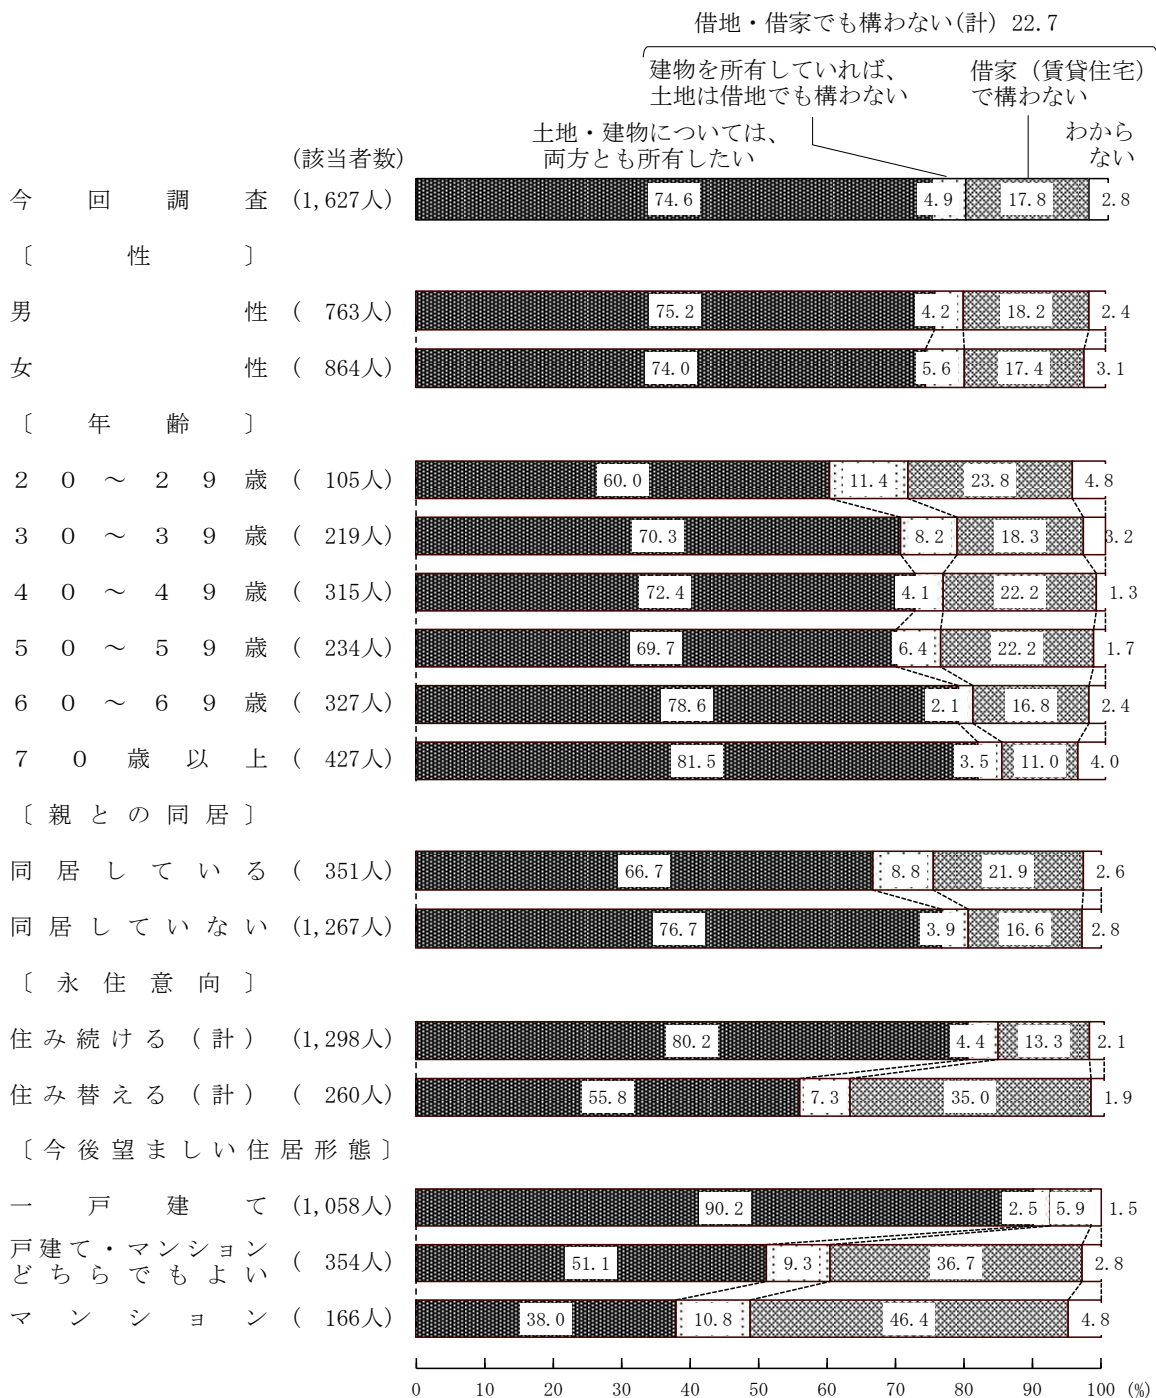 借地・借家でも構わない(計) 22.7
建物を所有していれば、
土地は借地でも構わない
借家（賃貸住宅）
で構わない
土地・建物については、
両方とも所有したい
わから
ない
(該当者数)
今回調査 (1,627人) 74.6 4.9 17.8 2.8
〔性〕
男性 ( 763人) 75.2 4.2 18.2 2.4
女性 ( 864人) 74.0 5.6 17.4 3.1
〔年齢〕
２０～２９歳 ( 105人) 60.0 11.4 23.8 4.8
３０～３９歳 ( 219人) 70.3 8.2 18.3 3.2
４０～４９歳 ( 315人) 72.4 4.1 22.2 1.3
５０～５９歳 ( 234人) 69.7 6.4 22.2 1.7
６０～６９歳 ( 327人) 78.6 2.1 16.8 2.4
７０歳以上 ( 427人) 81.5 3.5 11.0 4.0
〔親との同居〕
同居している ( 351人) 66.7 8.8 21.9 2.6
同居していない (1,267人) 76.7 3.9 16.6 2.8
〔永住意向〕
住み続ける（計） (1,298人) 80.2 4.4 13.3 2.1
住み替える（計） ( 260人) 55.8 7.3 35.0 1.9
〔今後望ましい住居形態〕
一戸建て (1,058人) 90.2 2.5 5.9 1.5
戸建て・マンション
どちらでもよい ( 354人) 51.1 9.3 36.7 2.8
マンション ( 166人) 38.0 10.8 46.4 4.8
0 10 20 30 40 50 60 70 80 90 100 (%)